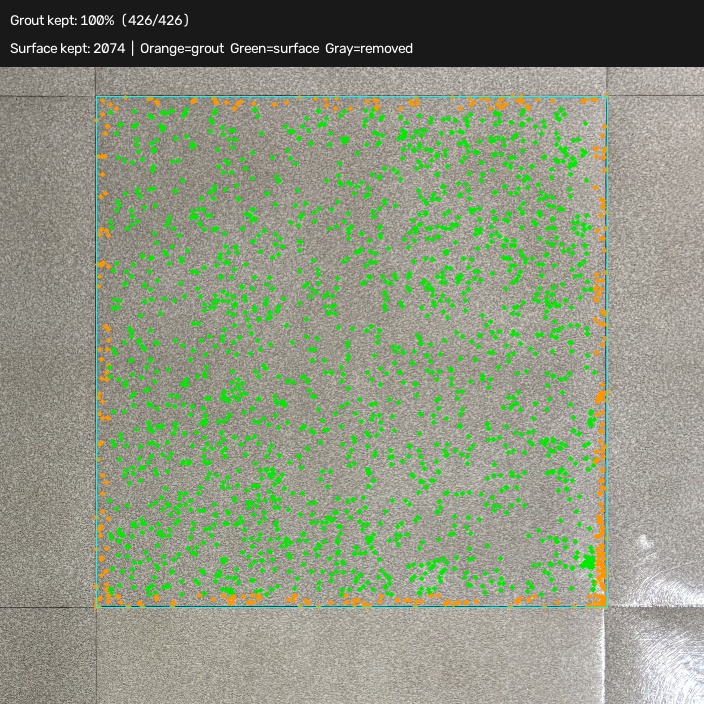 Grout kept: 100% (426/426)
Surface kept: 2074 | Orange=grout Green=surface Gray=removed